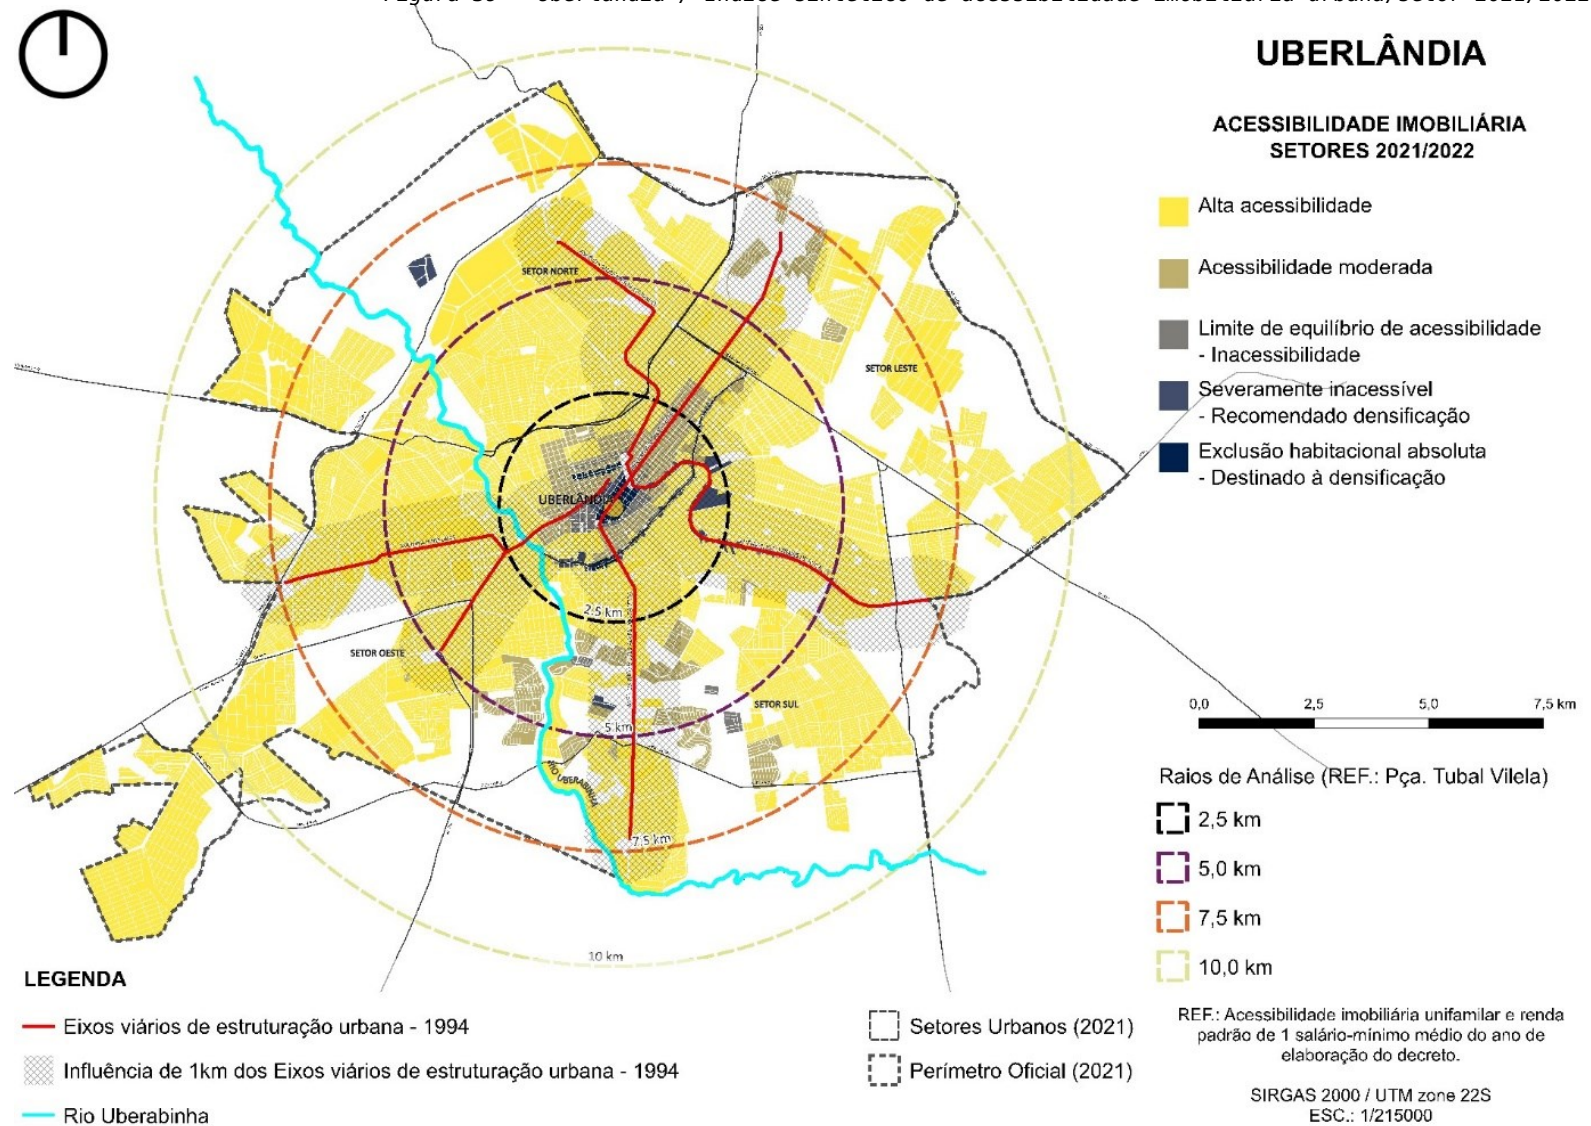 UBERLÂNDIA
ACESSIBILIDADE IMOBILIÁRIA
SETORES 2021/2022
Alta acessibilidade
Acessibilidade moderada
Limite de equilíbrio de acessibilidade
- Inacessibilidade
Severamente inacessível
- Recomendado densificação
Exclusão habitacional absoluta
- Destinado à densificação
SETOR NORTE
SETOR LESTE
UBERLÂNDIA
2,5 km
SETOR OESTE
SETOR SUL
5 km
RIO UBERABINHA
7,5 km
10 km
0,0 2,5 5,0 7,5 km
Raios de Análise (REF.: Pça. Tubal Vilela)
2,5 km
5,0 km
7,5 km
10,0 km
LEGENDA
Eixos viários de estruturação urbana - 1994
Influência de 1km dos Eixos viários de estruturação urbana - 1994
Rio Uberabinha
Setores Urbanos (2021)
Perímetro Oficial (2021)
REF.: Acessibilidade imobiliária unifamilar e renda
padrão de 1 salário-mínimo médio do ano de
elaboração do decreto.
SIRGAS 2000 / UTM zone 22S
ESC.: 1/215000